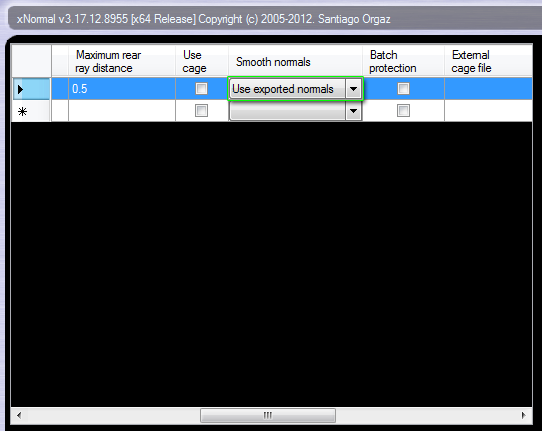 xNormal v3.17.12.8955 [x64 Release] Copyright (c) 2005-2012. Santiago Orgaz
Maximum rear ray distance
Use cage
Smooth normals
Batch protection
External cage file
0.5
Use exported normals